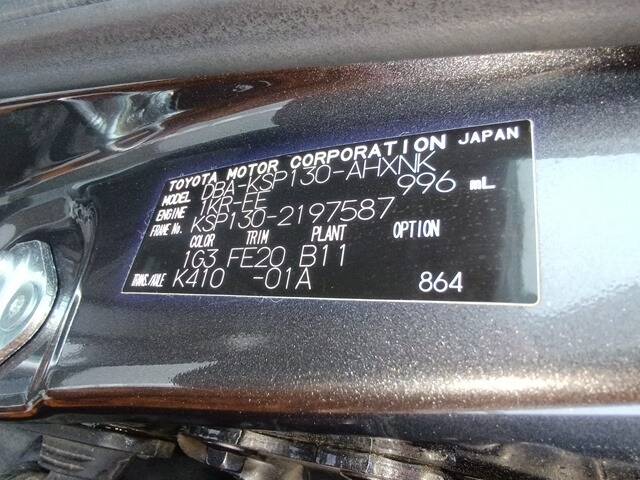 TOYOTA MOTOR CORPORATION JAPAN
MODEL DBA-KSP130-AHXNK
ENGINE 1KR-FE 996 mL
FRAME No. KSP130-2197587
COLOR TRIM PLANT OPTION
1G3 FE20 B11
TRANS./AXLE K410 -01A 864